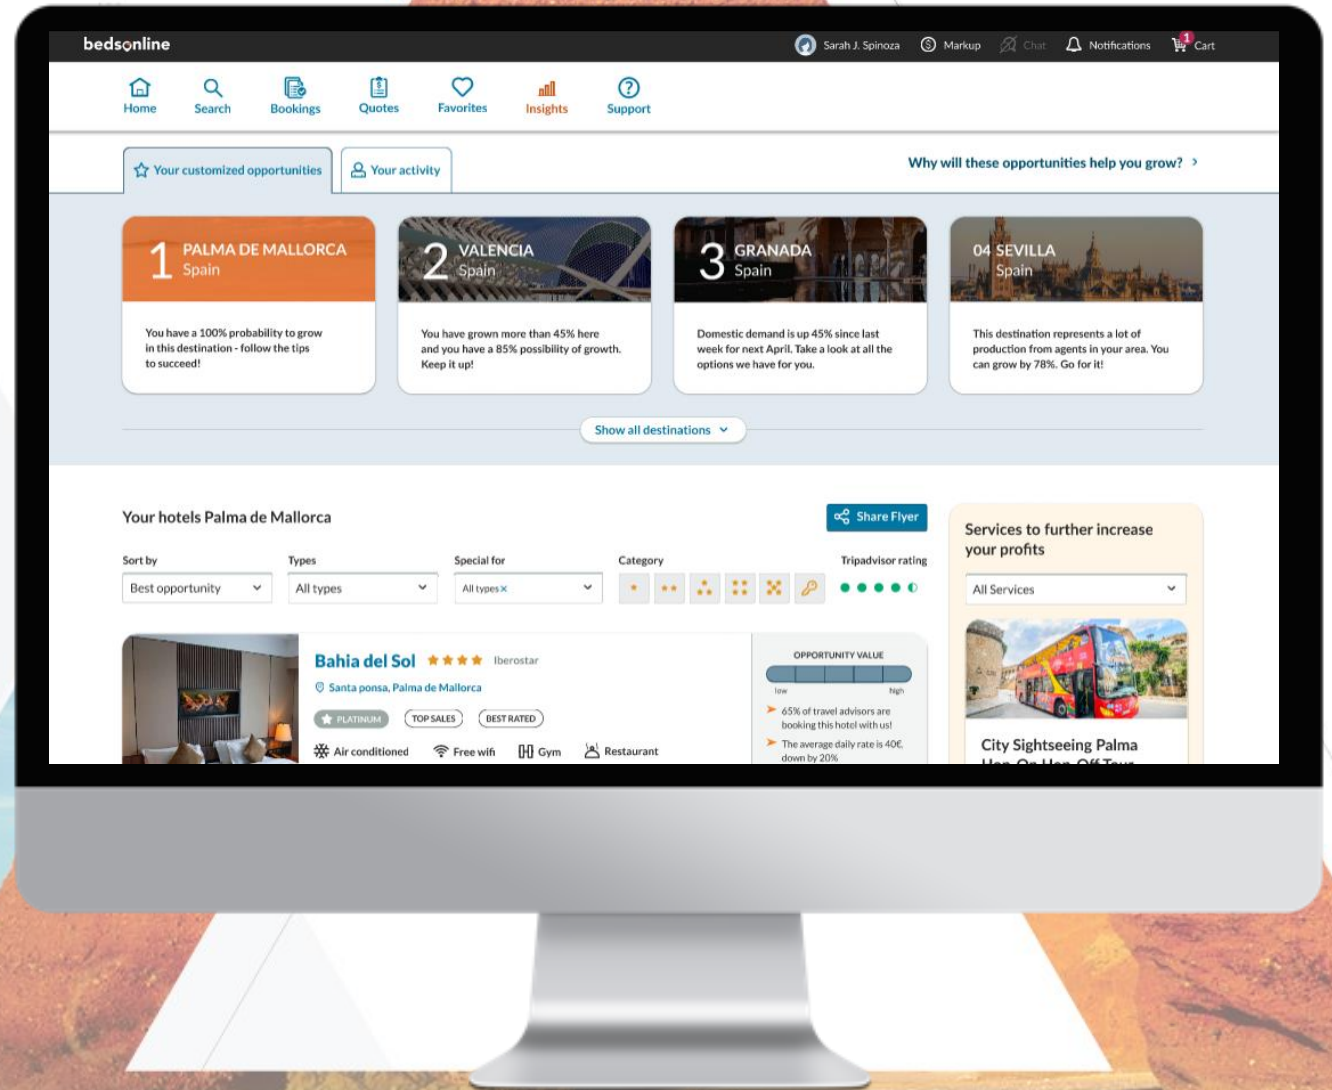 bedsonline
Sarah J. Spinoza
Markup
Chat
Notifications
1
Cart
Home
Search
Bookings
Quotes
Favorites
Insights
Support
Your customized opportunities
Your activity
Why will these opportunities help you grow?
1 PALMA DE MALLORCA
Spain
You have a 100% probability to grow
in this destination - follow the tips
to succeed!
2 VALENCIA
Spain
You have grown more than 45% here
and you have a 85% possibility of growth.
Keep it up!
3 GRANADA
Spain
Domestic demand is up 45% since last
week for next April. Take a look at all the
options we have for you.
04 SEVILLA
Spain
This destination represents a lot of
production from agents in your area. You
can grow by 78%. Go for it!
Show all destinations
Your hotels Palma de Mallorca
Share Flyer
Sort by
Best opportunity
Types
All types
Special for
All types×
Category
Tripadvisor rating
Bahia del Sol
Iberostar
Santa ponsa, Palma de Mallorca
PLATINUM
TOP SALES
BEST RATED
Air conditioned
Free wifi
Gym
Restaurant
OPPORTUNITY VALUE
low
high
65% of travel advisors are
booking this hotel with us!
The average daily rate is 40€,
down by 20%
Services to further increase
your profits
All Services
City Sightseeing Palma
Hop-On Hop-Off Tour